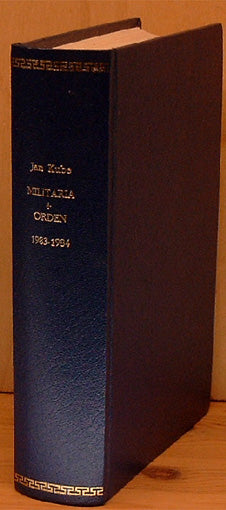 Jan Kube
MILITARIA
+
ORDEN
1983-1984